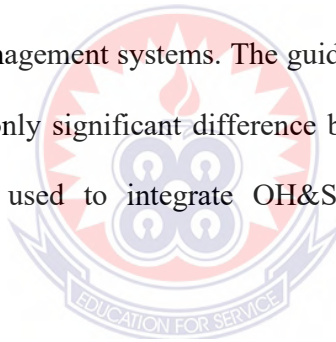 nagement systems. The guid
only significant difference b
used to integrate OH&S
EDUCATION FOR SERVICE